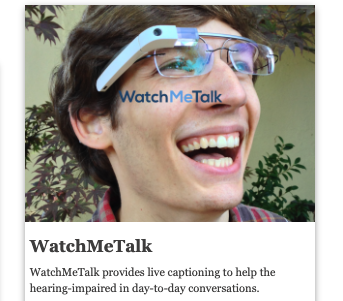 WatchMeTalk
WatchMeTalk
WatchMeTalk provides live captioning to help the
hearing-impaired in day-to-day conversations.